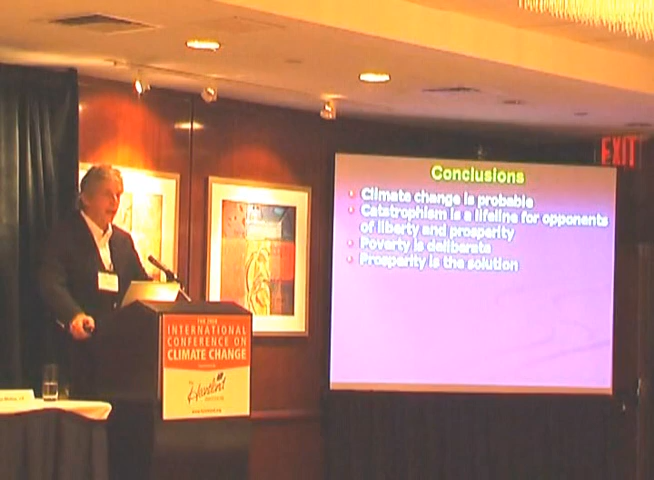 Conclusions
Climate change is probable
Catatrophism is a lifeline for opponents
of liberty and prosperity
Poverty is deliberate
Prosperity is the solution
EXIT
INTERNATIONAL
CONFERENCE ON
CLIMATE CHANGE
Heartland